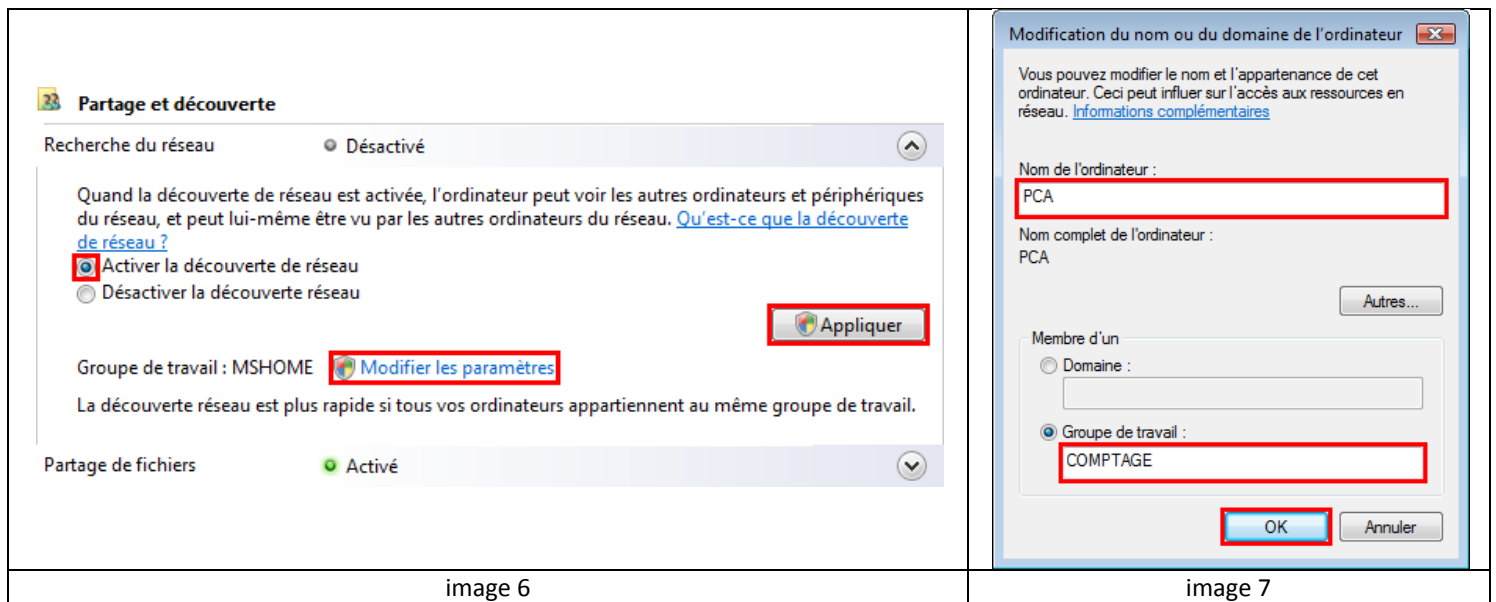 Partage et découverte
Recherche du réseau Désactivé
Quand la découverte de réseau est activée, l'ordinateur peut voir les autres ordinateurs et périphériques
du réseau, et peut lui-même être vu par les autres ordinateurs du réseau. Qu'est-ce que la découverte
de réseau ?
Activer la découverte de réseau
Désactiver la découverte réseau
Appliquer
Groupe de travail : MSHOME Modifier les paramètres
La découverte réseau est plus rapide si tous vos ordinateurs appartiennent au même groupe de travail.
Partage de fichiers Activé
image 6
Modification du nom ou du domaine de l'ordinateur
Vous pouvez modifier le nom et l'appartenance de cet
ordinateur. Ceci peut influer sur l'accès aux ressources en
réseau. Informations complémentaires
Nom de l'ordinateur :
PCA
Nom complet de l'ordinateur :
PCA
Autres...
Membre d'un
Domaine :
Groupe de travail :
COMPTAGE
OK Annuler
image 7